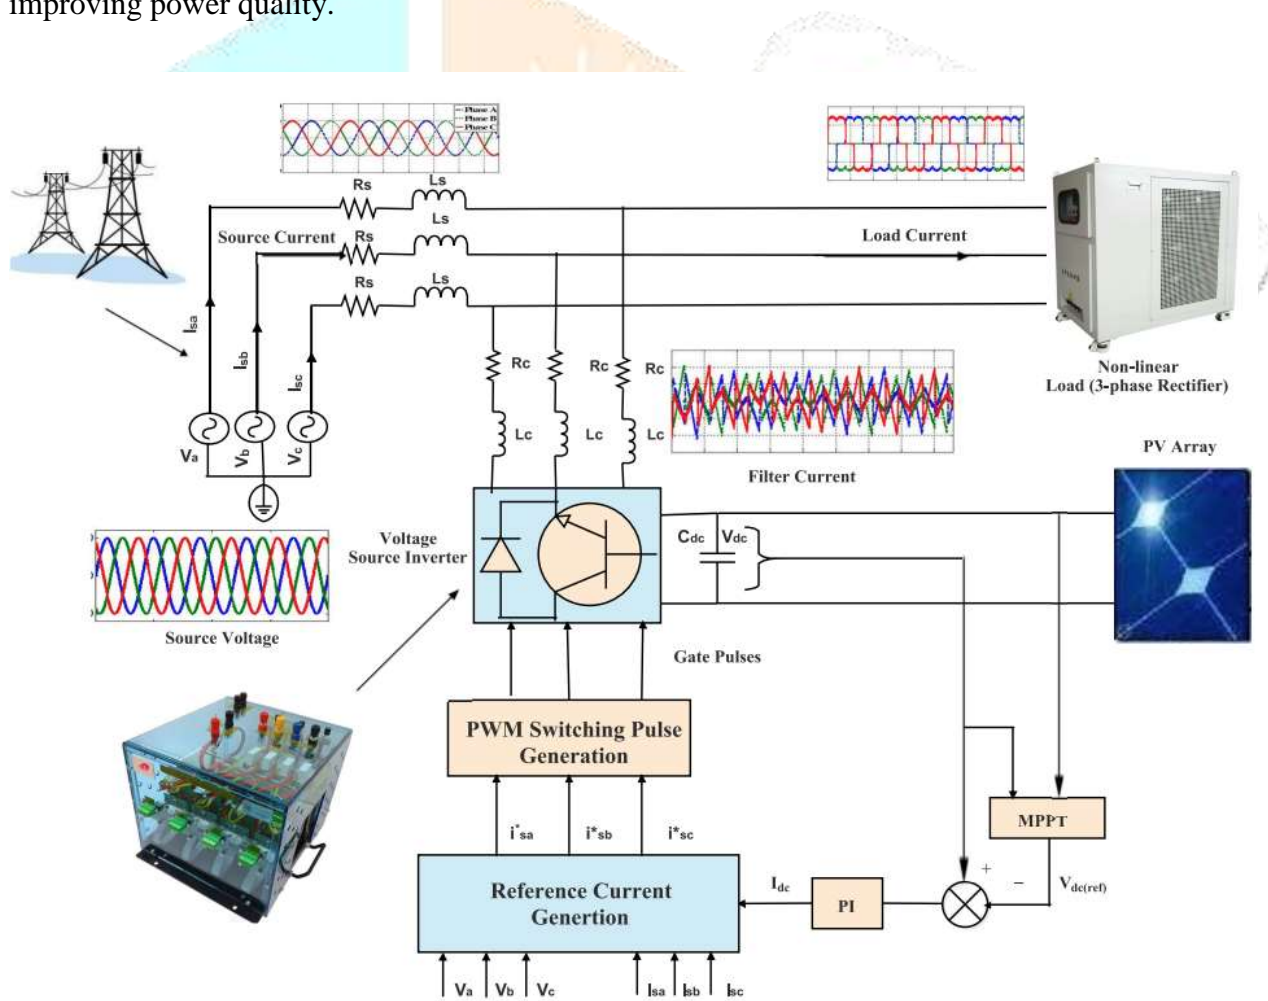 improving power quality.
Phase A
Phase B
Phase C
Rs
Ls
Source Current
Rs
Ls
Load Current
Rs
Ls
Isa
Isb
Isc
Va
Vb
Vc
Rc
Rc
Rc
Lc
Lc
Lc
Filter Current
Non-linear
Load (3-phase Rectifier)
PV Array
Source Voltage
Voltage
Source Inverter
Cdc
Vdc
Gate Pulses
PWM Switching Pulse
Generation
i*sa
i*sb
i*sc
MPPT
Reference Current
Genertion
Idc
PI
+
−
Vdc(ref)
Va
Vb
Vc
Isa
Isb
Isc